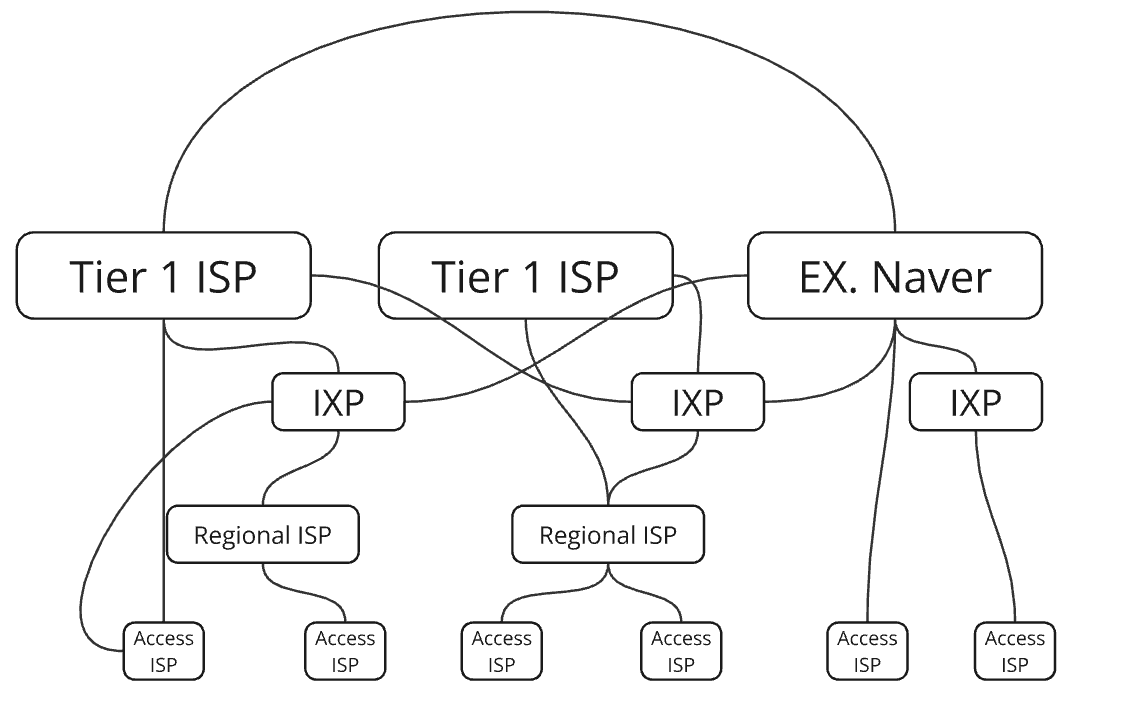 Tier 1 ISP
Tier 1 ISP
EX. Naver
IXP
IXP
IXP
Regional ISP
Regional ISP
Access
ISP
Access
ISP
Access
ISP
Access
ISP
Access
ISP
Access
ISP